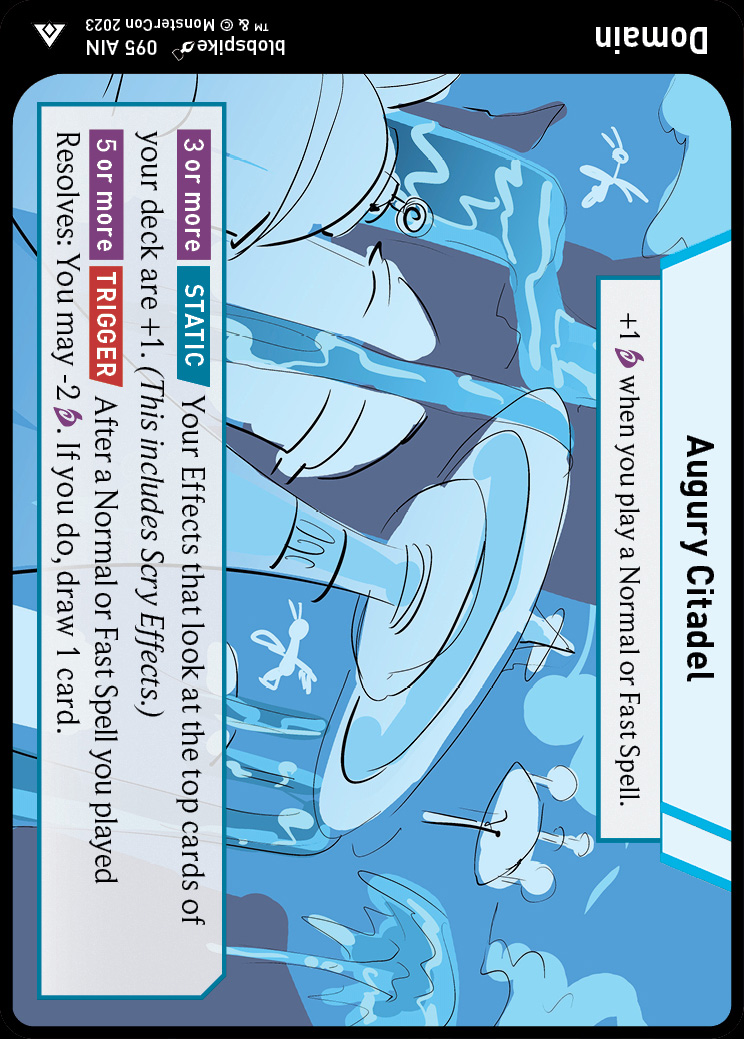 Augury Citadel
+1 when you play a Normal or Fast Spell.
3 or more STATIC Your Effects that look at the top cards of
your deck are +1. (This includes Scry Effects.)
5 or more TRIGGER After a Normal or Fast Spell you played
Resolves: You may -2 . If you do, draw 1 card.
Domain
blobspike 095 AIN
™ & © MonsterCon 2023